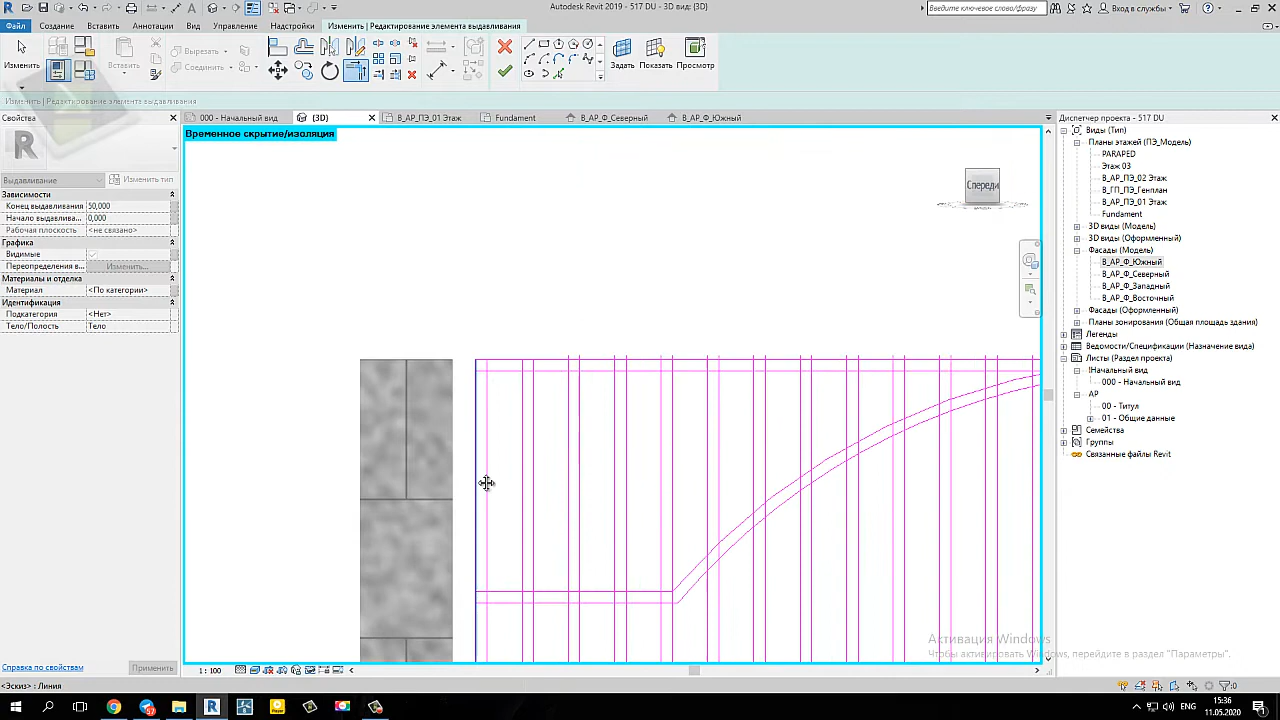 Autodesk Revit 2019 - 517 DU - 3D вид: {3D}
Введите ключевое слово/фразу
Вход в службы
Файл
Создание
Вставить
Аннотации
Вид
Управление
Надстройки
Изменить | Редактирование элемента выдавливания
Изменить
Вставить
Вырезать
Соединить
Задать
Показать
Просмотр
Изменить | Редактирование элемента выдавливания
Свойства
000 - Начальный вид
{3D}
В_АР_ПЭ_01 Этаж
Fundament
В_АР_Ф_Северный
В_АР_Ф_Южный
Диспетчер проекта - 517 DU
Временное скрытие/изоляция
Спереди
Выдавливание
Изменить тип
Зависимости
Конец выдавливания 50,000
Начало выдавлива... 0,000
Рабочая плоскость <не связано>
Графика
Видимые
Переопределения в... Изменить...
Материалы и отделка
Материал <По категории>
Идентификация
Подкатегория <Нет>
Тело/Полость Тело
Виды (Тип)
Планы этажей (ПЭ_Модель)
PARAPED
Этаж 03
В_АР_ПЭ_02 Этаж
В_ГП_ПЭ_Генплан
В_АР_ПЭ_01 Этаж
Fundament
3D виды (Модель)
3D виды (Оформленный)
Фасады (Модель)
В_АР_Ф_Южный
В_АР_Ф_Северный
В_АР_Ф_Западный
В_АР_Ф_Восточный
Фасады (Оформленный)
Планы зонирования (Общая площадь здания)
Легенды
Ведомости/Спецификации (Назначение вида)
Листы (Раздел проекта)
!Начальный вид
000 - Начальный вид
АР
00 - Титул
01 - Общие данные
Семейства
Группы
Связанные файлы Revit
Активация Windows
Чтобы активировать Windows, перейдите в раздел "Параметры".
Справка по свойствам
Применить
1 : 100
<Эскиз> : Линия
:0
ENG
15:36
11.05.2020